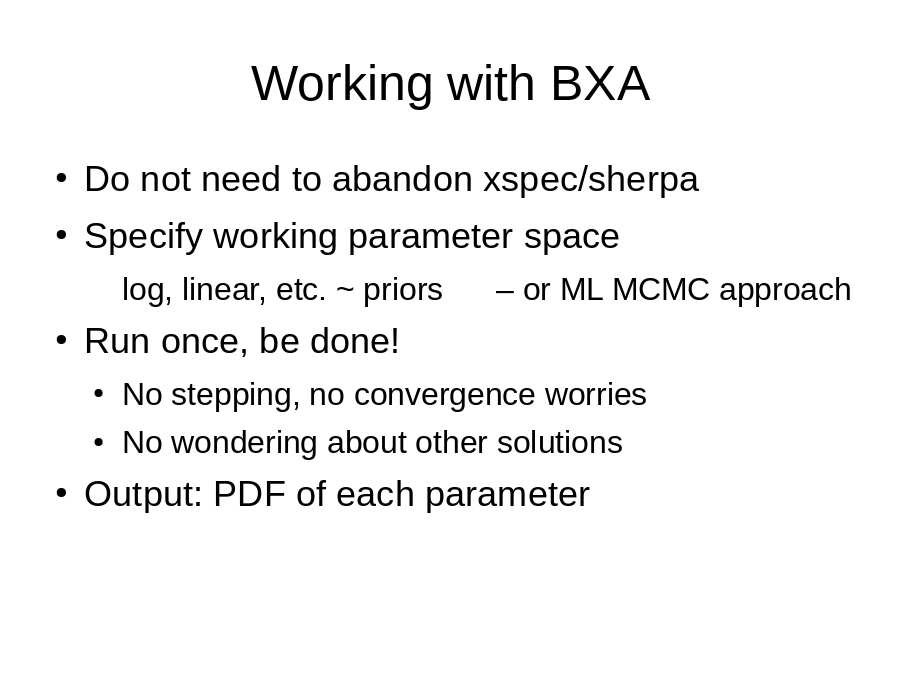 Working with BXA
• Do not need to abandon xspec/sherpa
• Specify working parameter space
log, linear, etc. ~ priors – or ML MCMC approach
• Run once, be done!
• No stepping, no convergence worries
• No wondering about other solutions
• Output: PDF of each parameter